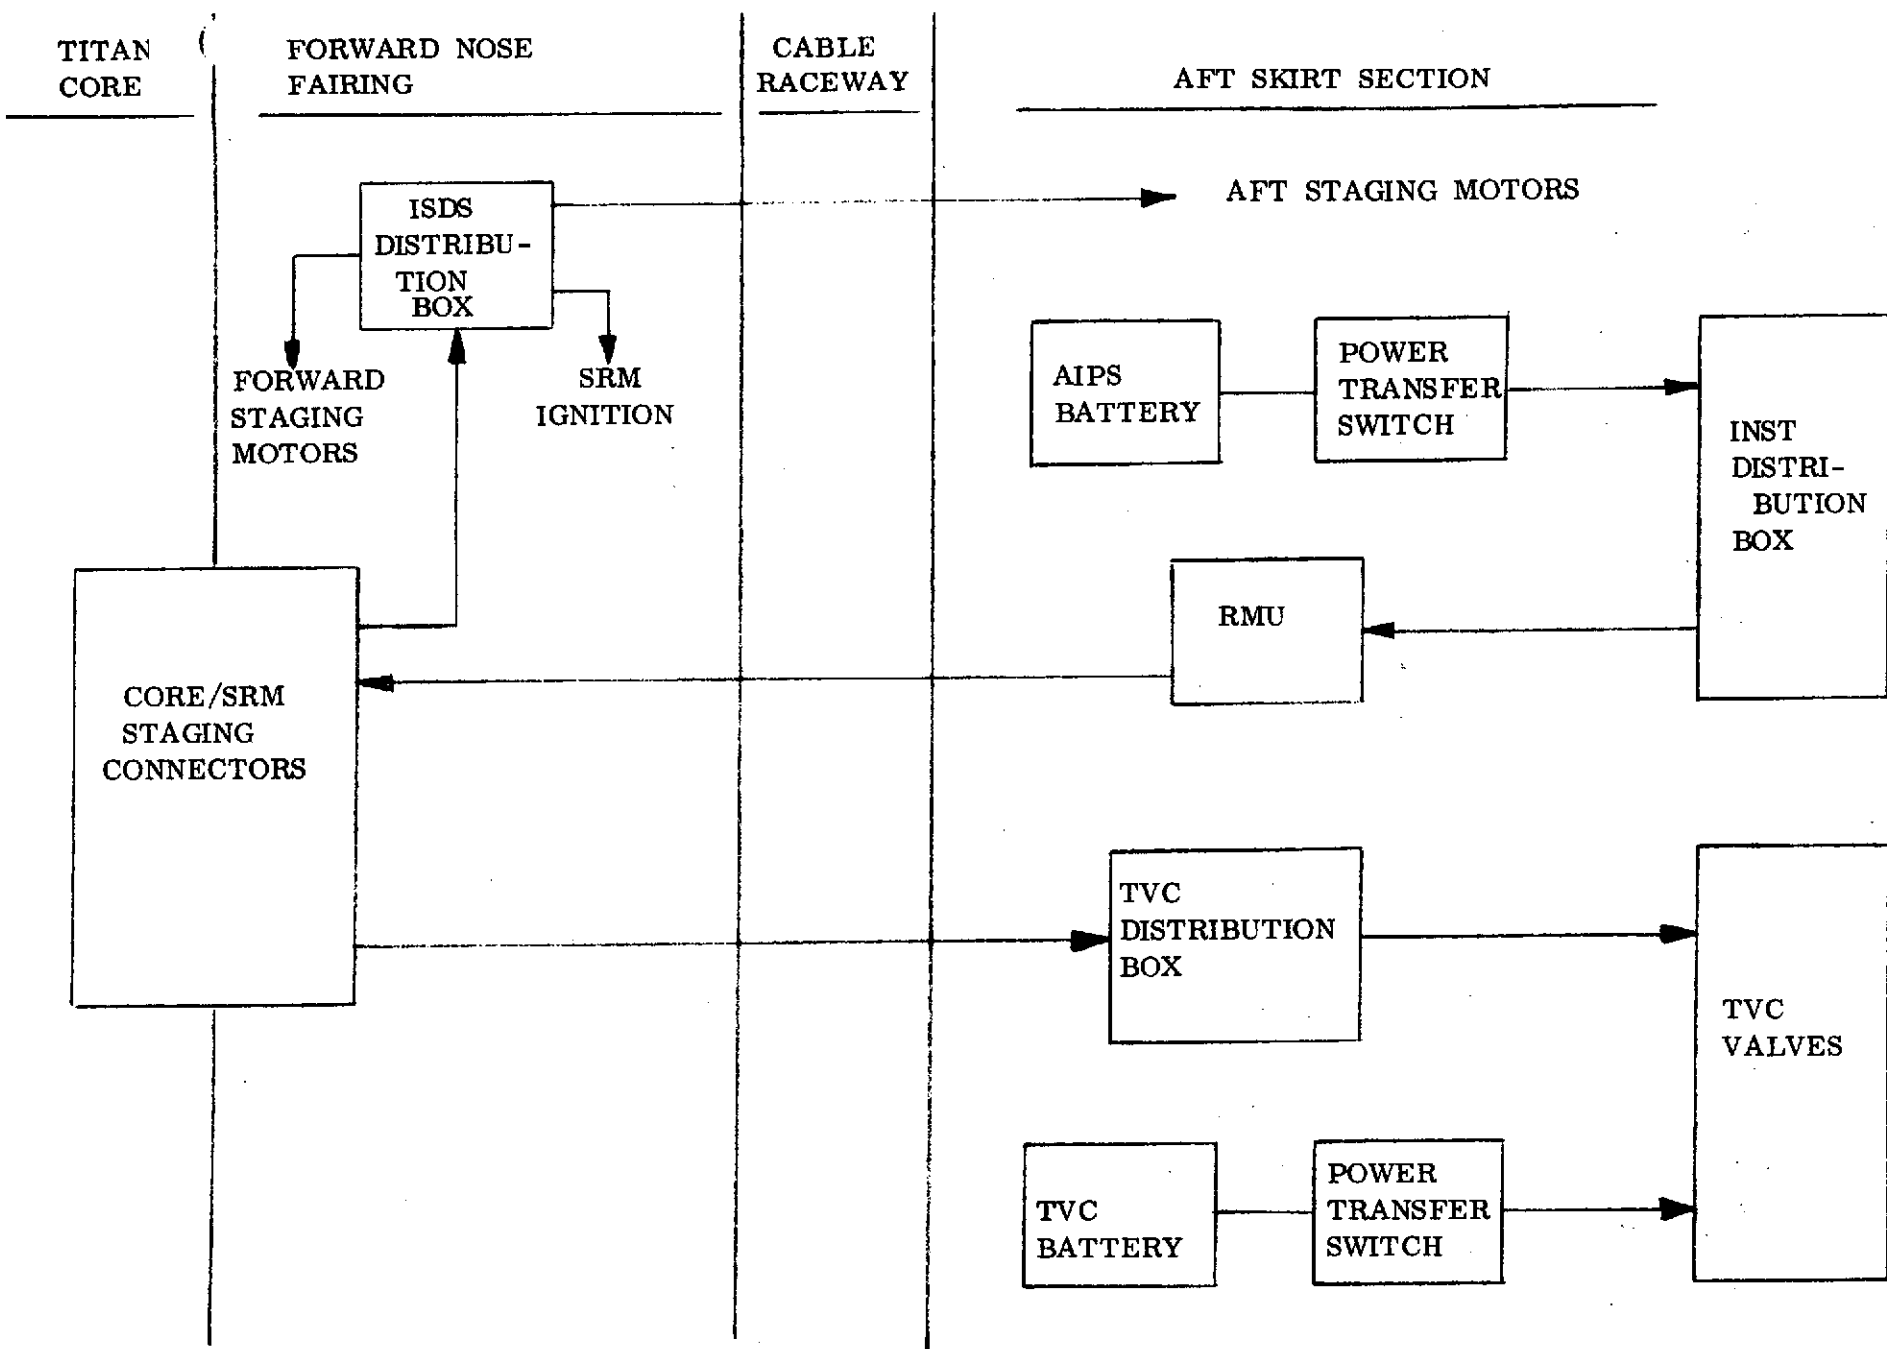 TITAN
CORE
FORWARD NOSE
FAIRING
CABLE
RACEWAY
AFT SKIRT SECTION
ISDS
DISTRIBU-
TION
BOX
AFT STAGING MOTORS
FORWARD
STAGING
MOTORS
SRM
IGNITION
AIPS
BATTERY
POWER
TRANSFER
SWITCH
INST
DISTRI-
BUTION
BOX
RMU
CORE/SRM
STAGING
CONNECTORS
TVC
DISTRIBUTION
BOX
TVC
VALVES
TVC
BATTERY
POWER
TRANSFER
SWITCH